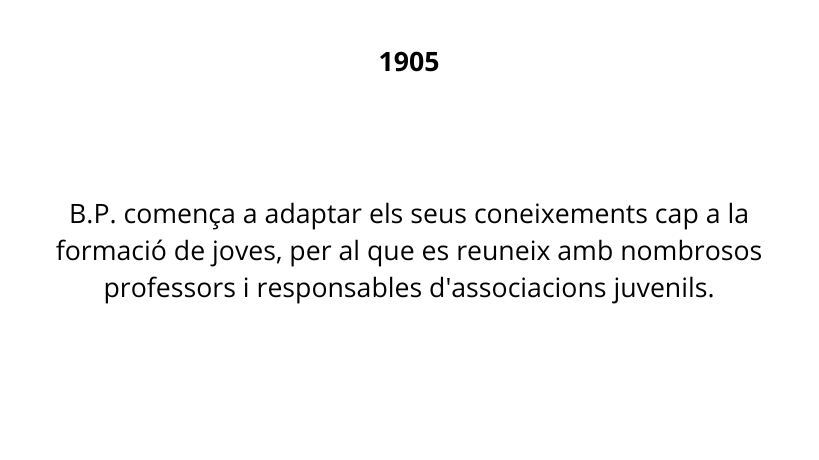 1905
B.P. comença a adaptar els seus coneixements cap a la
formació de joves, per al que es reuneix amb nombrosos
professors i responsables d'associacions juvenils.